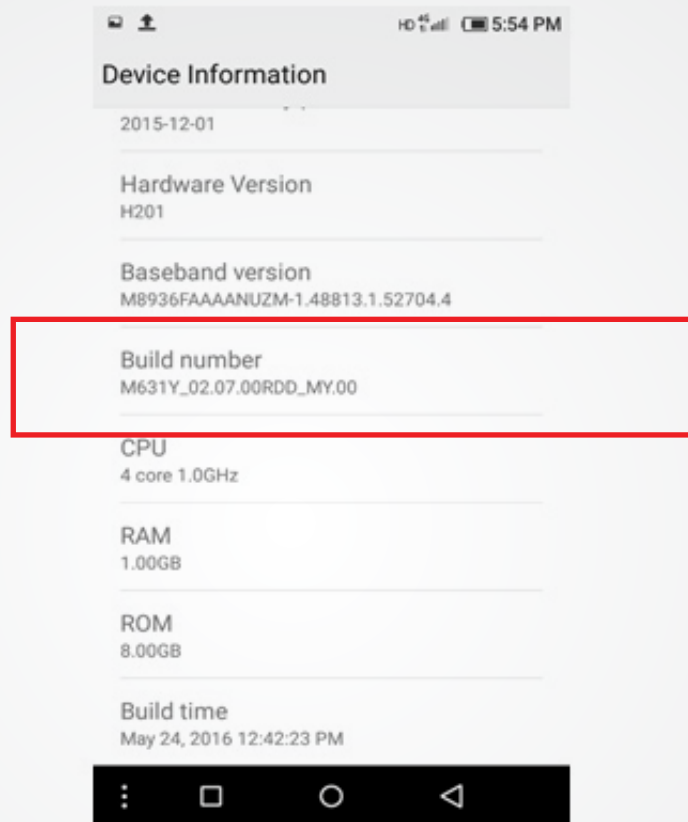 HD 4G 5:54 PM
Device Information
2015-12-01
Hardware Version
H201
Baseband version
M8936FAAAANUZM-1.48813.1.52704.4
Build number
M631Y_02.07.00RDD_MY.00
CPU
4 core 1.0GHz
RAM
1.00GB
ROM
8.00GB
Build time
May 24, 2016 12:42:23 PM